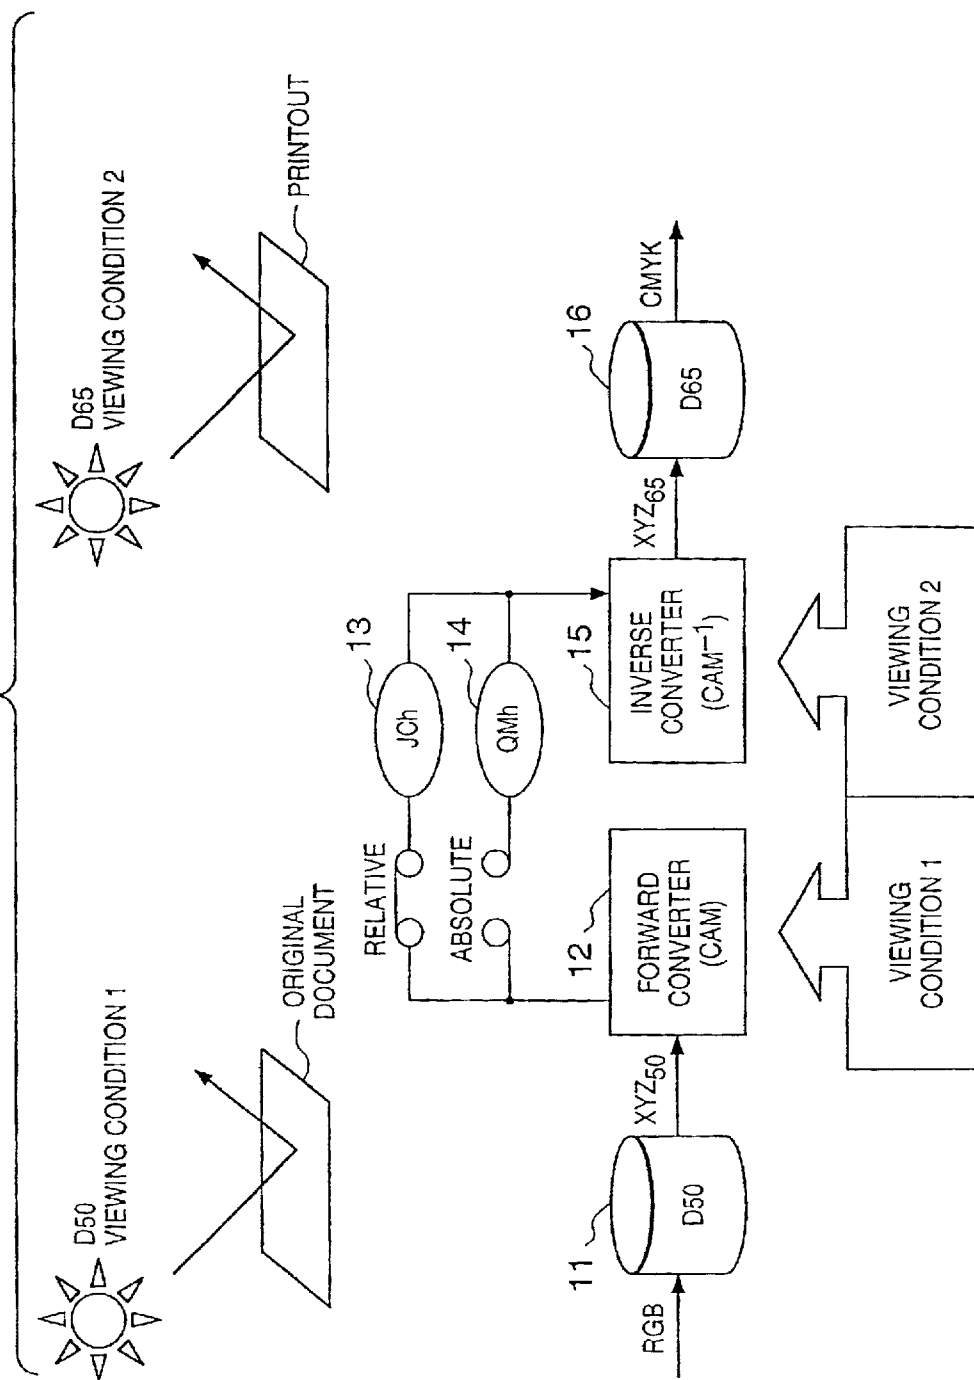 D50
VIEWING CONDITION 1
ORIGINAL
DOCUMENT
D65
VIEWING CONDITION 2
PRINTOUT
RELATIVE
JCh
13
ABSOLUTE
QMh
14
RGB
11
D50
XYZ50
12
FORWARD
CONVERTER
(CAM)
15
INVERSE
CONVERTER
(CAM⁻¹)
XYZ65
16
D65
CMYK
VIEWING
CONDITION 1
VIEWING
CONDITION 2